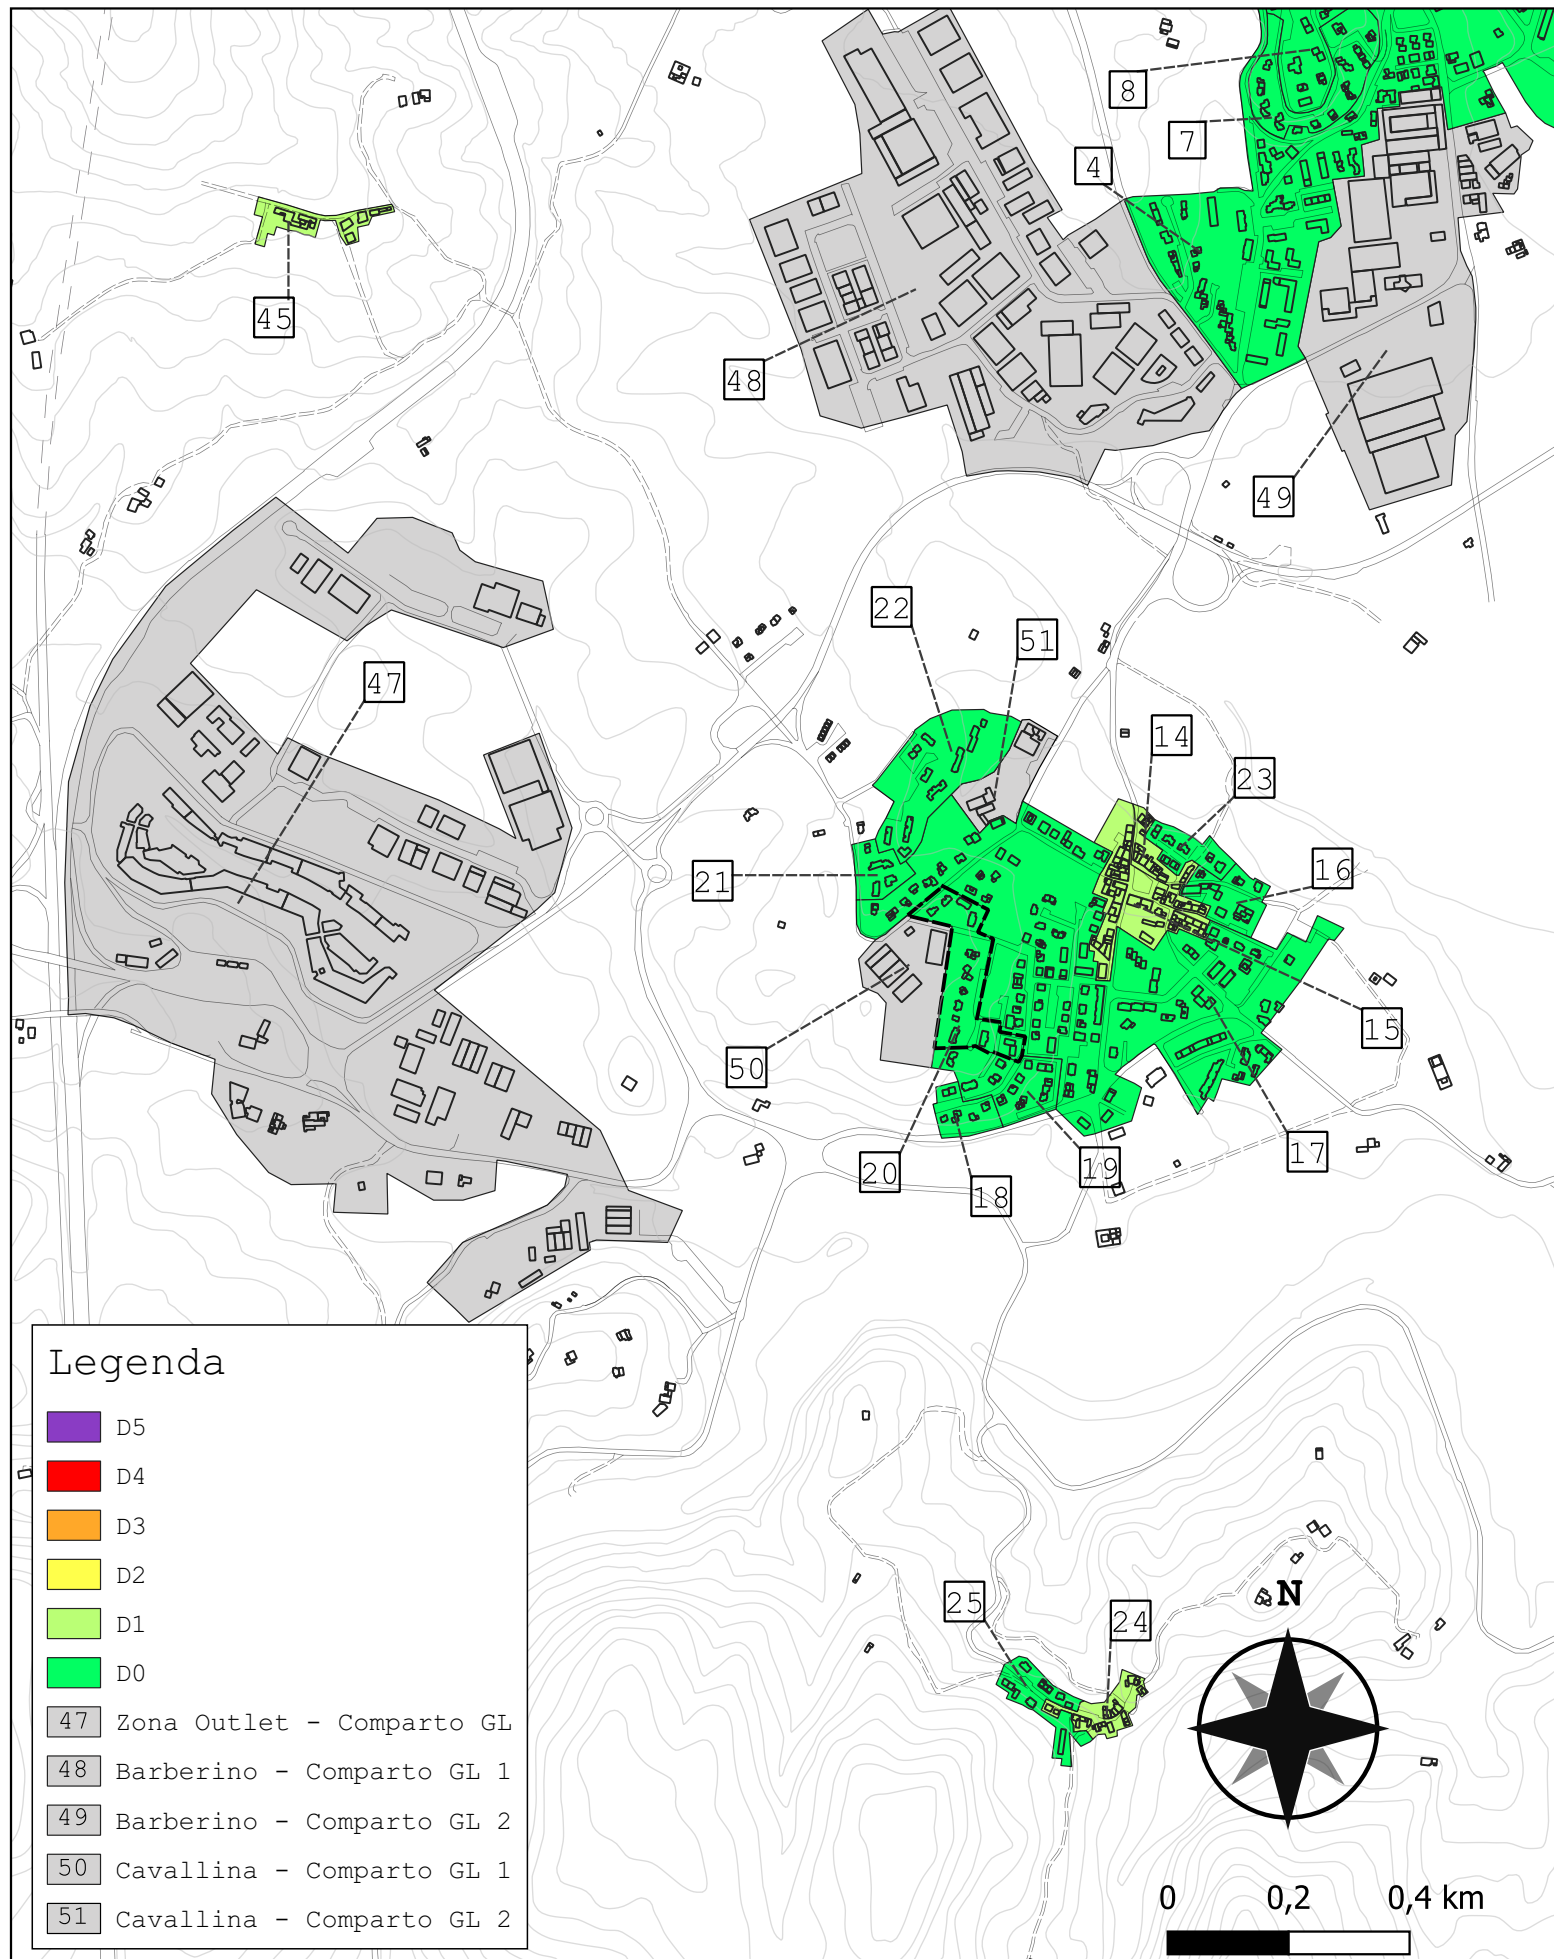 8
7
4
45
48
49
22
51
47
14
23
16
21
15
50
17
20
19
18
25
24
N
Legenda
D5
D4
D3
D2
D1
D0
47 Zona Outlet - Comparto GL
48 Barberino - Comparto GL 1
49 Barberino - Comparto GL 2
50 Cavallina - Comparto GL 1
51 Cavallina - Comparto GL 2
0 0,2 0,4 km